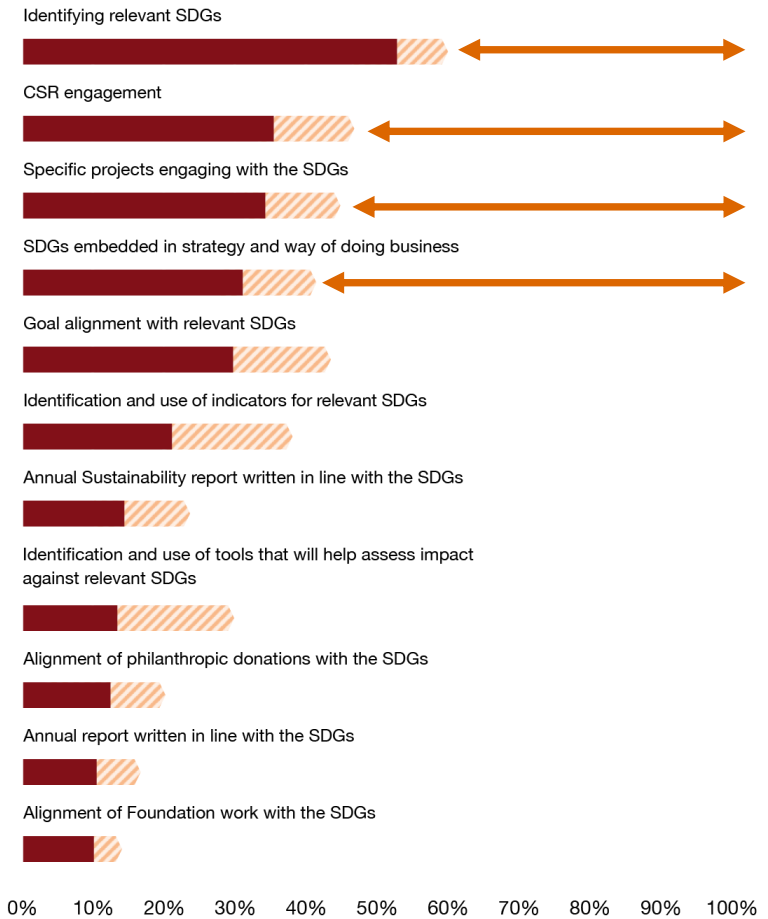 Identifying relevant SDGs
CSR engagement
Specific projects engaging with the SDGs
SDGs embedded in strategy and way of doing business
Goal alignment with relevant SDGs
Identification and use of indicators for relevant SDGs
Annual Sustainability report written in line with the SDGs
Identification and use of tools that will help assess impact
against relevant SDGs
Alignment of philanthropic donations with the SDGs
Annual report written in line with the SDGs
Alignment of Foundation work with the SDGs
0% 10% 20% 30% 40% 50% 60% 70% 80% 90% 100%